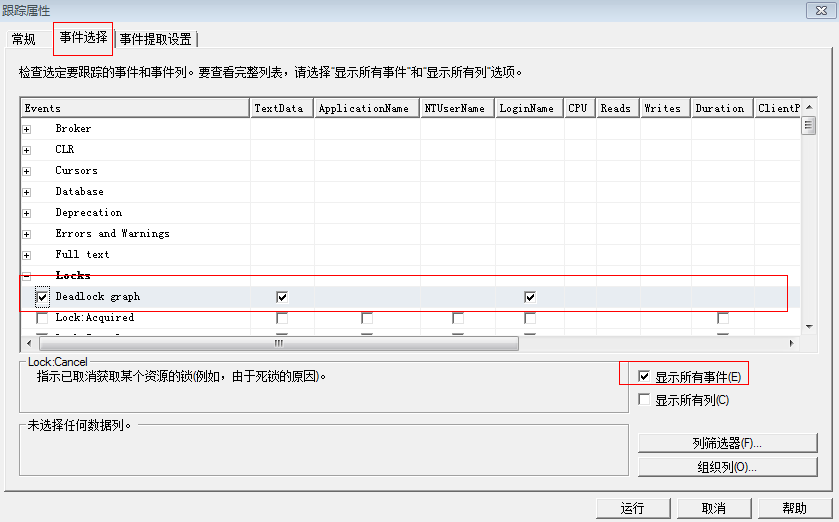 跟踪属性
常规 事件选择 事件提取设置
检查选定要跟踪的事件和事件列。要查看完整列表，请选择"显示所有事件"和"显示所有列"选项。
Events TextData ApplicationName NTUserName LoginName CPU Reads Writes Duration ClientP
Broker
CLR
Cursors
Database
Deprecation
Errors and Warnings
Full text
Locks
Deadlock graph
Lock:Acquired
Lock:Cancel
指示已取消获取某个资源的锁(例如，由于死锁的原因)。
显示所有事件(E)
显示所有列(C)
未选择任何数据列。
列筛选器(F)...
组织列(O)...
运行 取消 帮助